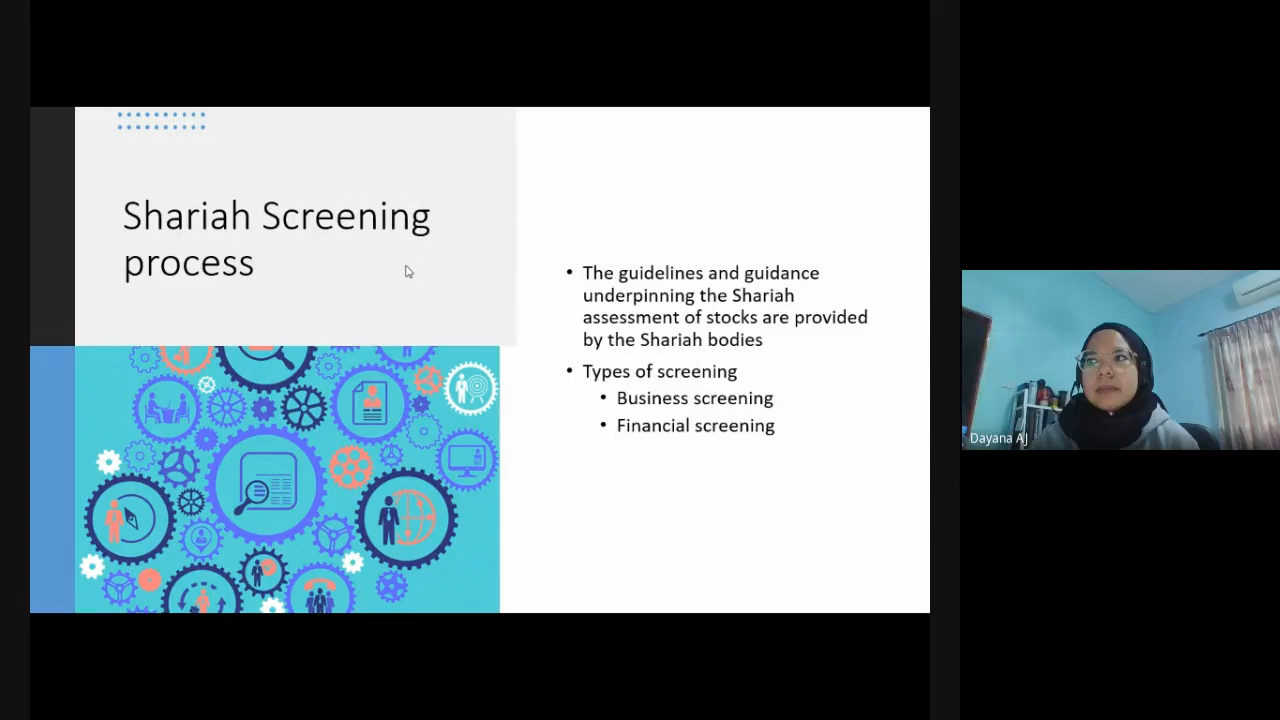 Shariah Screening
process
• The guidelines and guidance
underpinning the Shariah
assessment of stocks are provided
by the Shariah bodies
• Types of screening
• Business screening
• Financial screening
Dayana AJ